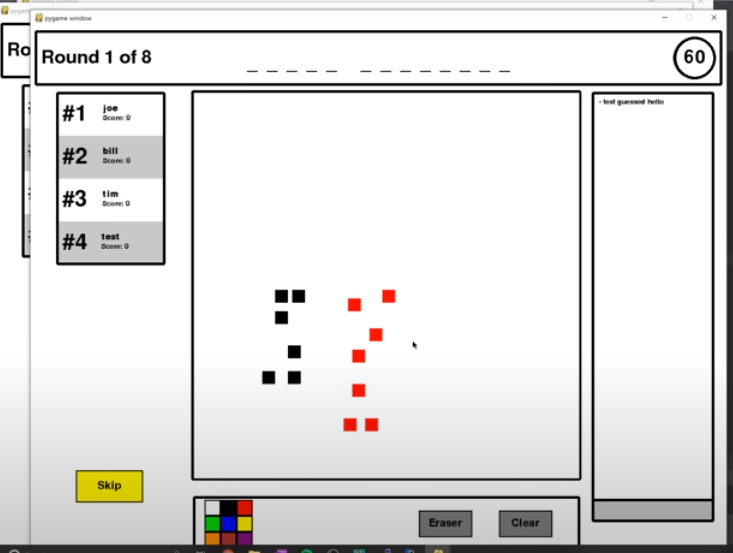 pygame window
Round 1 of 8
_ _ _ _ _ _ _ _ _ _ _ _ _
60
#1 joe
Score: 0
#2 bill
Score: 0
#3 tim
Score: 0
#4 test
Score: 0
- test guessed hello
Skip
Eraser
Clear
Ro